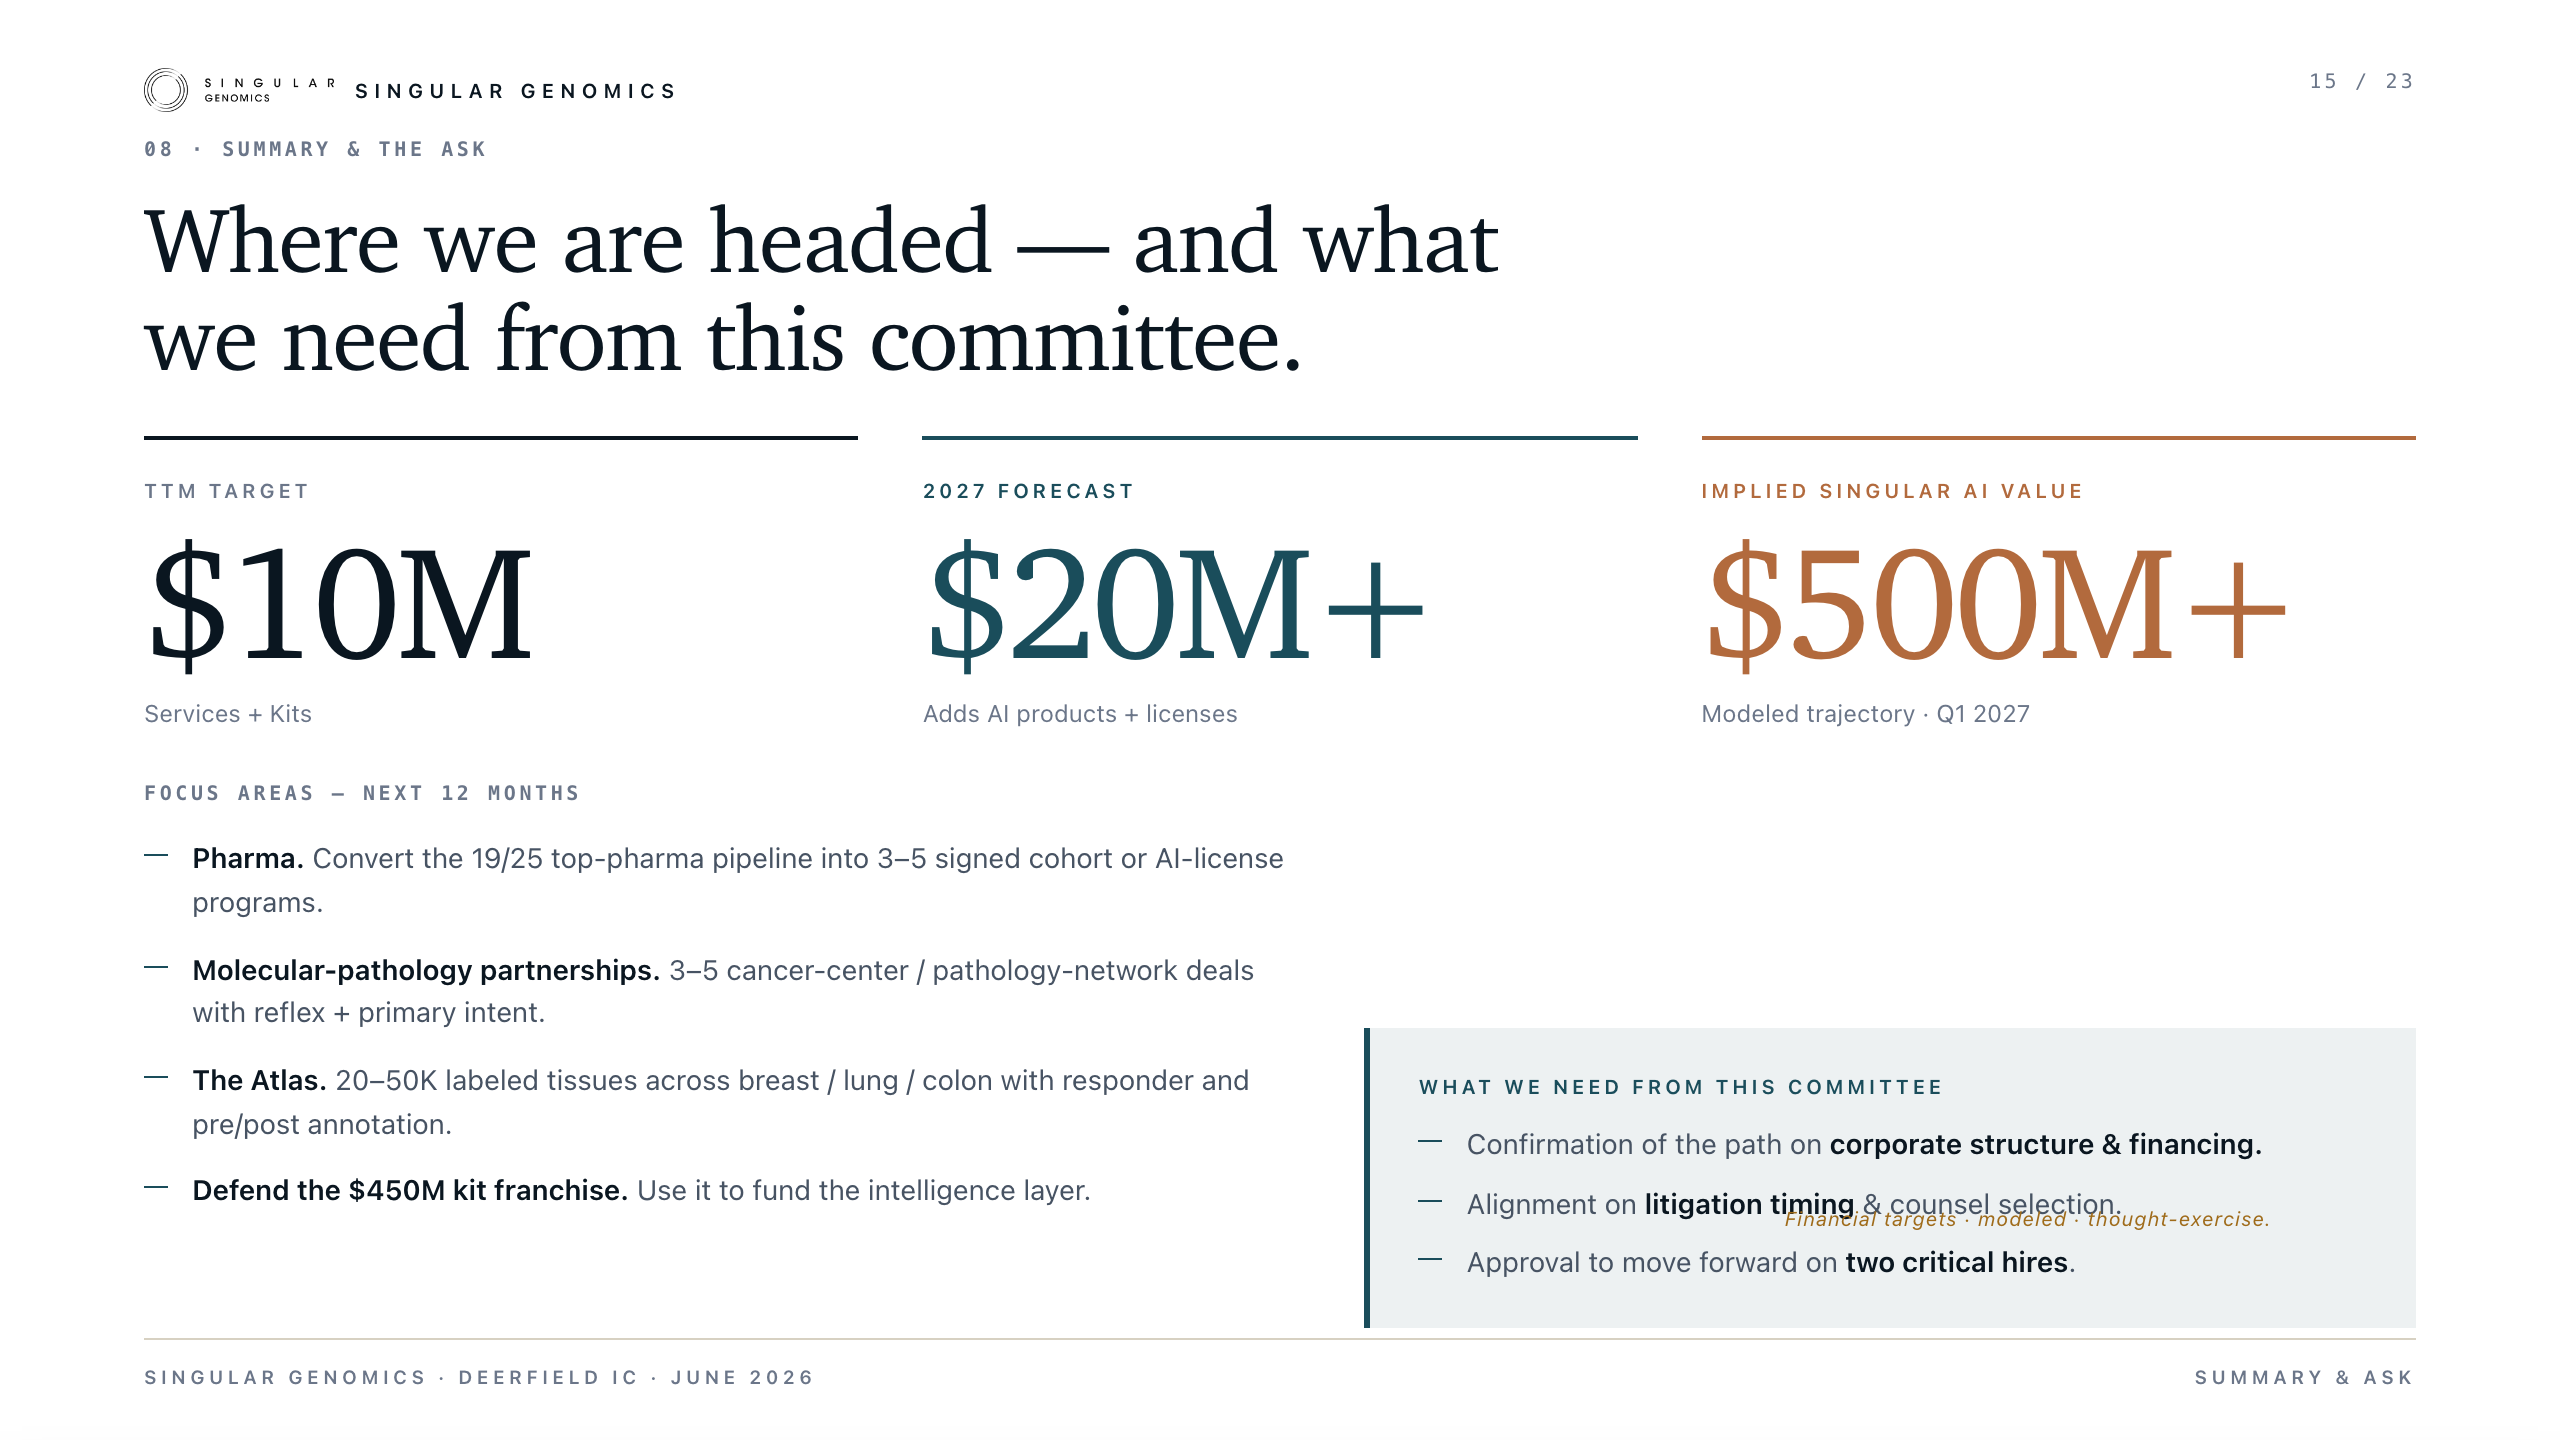 SINGULAR
GENOMICS
SINGULAR GENOMICS
15 / 23
08 · SUMMARY & THE ASK
Where we are headed — and what
we need from this committee.
TTM TARGET
$10M
Services + Kits
2027 FORECAST
$20M+
Adds AI products + licenses
IMPLIED SINGULAR AI VALUE
$500M+
Modeled trajectory · Q1 2027
FOCUS AREAS — NEXT 12 MONTHS
— Pharma. Convert the 19/25 top-pharma pipeline into 3–5 signed cohort or AI-license
programs.
— Molecular-pathology partnerships. 3–5 cancer-center / pathology-network deals
with reflex + primary intent.
— The Atlas. 20–50K labeled tissues across breast / lung / colon with responder and
pre/post annotation.
— Defend the $450M kit franchise. Use it to fund the intelligence layer.
WHAT WE NEED FROM THIS COMMITTEE
— Confirmation of the path on corporate structure & financing.
— Alignment on litigation timing & counsel selection.
Financial targets · modeled · thought-exercise.
— Approval to move forward on two critical hires.
SINGULAR GENOMICS · DEERFIELD IC · JUNE 2026
SUMMARY & ASK